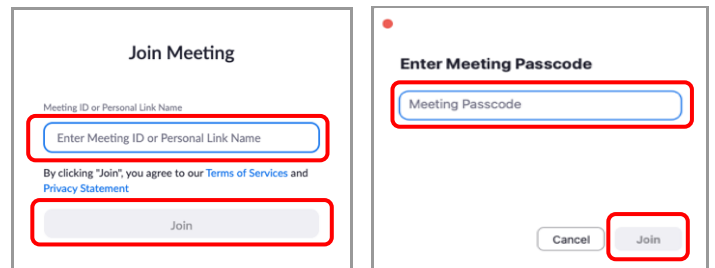 Join Meeting
Meeting ID or Personal Link Name
Enter Meeting ID or Personal Link Name
By clicking "Join", you agree to our Terms of Services and
Privacy Statement
Join
Enter Meeting Passcode
Meeting Passcode
Cancel
Join